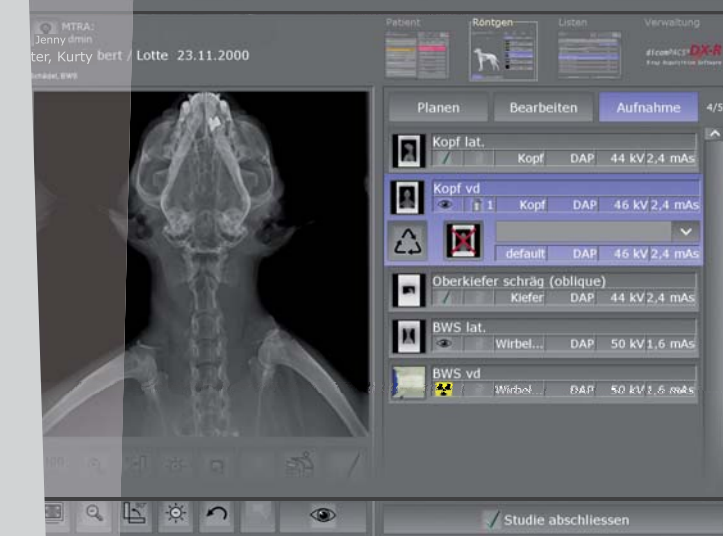 MTRA:
Jenny dmin
ter, Kurty bert / Lotte 23.11.2000
Schädel, BWS
Patient
Röntgen
Listen
Verwaltung
dicomPACS DX-R
X-ray Acquisition Software
Planen
Bearbeiten
Aufnahme
4/5
Kopf lat.
Kopf DAP 44 kV 2,4 mAs
Kopf vd
1 Kopf DAP 46 kV 2,4 mAs
default DAP 46 kV 2,4 mAs
Oberkiefer schräg (oblique)
Kiefer DAP 44 kV 2,4 mAs
BWS lat.
Wirbel... DAP 50 kV 1,6 mAs
BWS vd
Wirbel... DAP 50 kV 1,6 mAs
Studie abschliessen